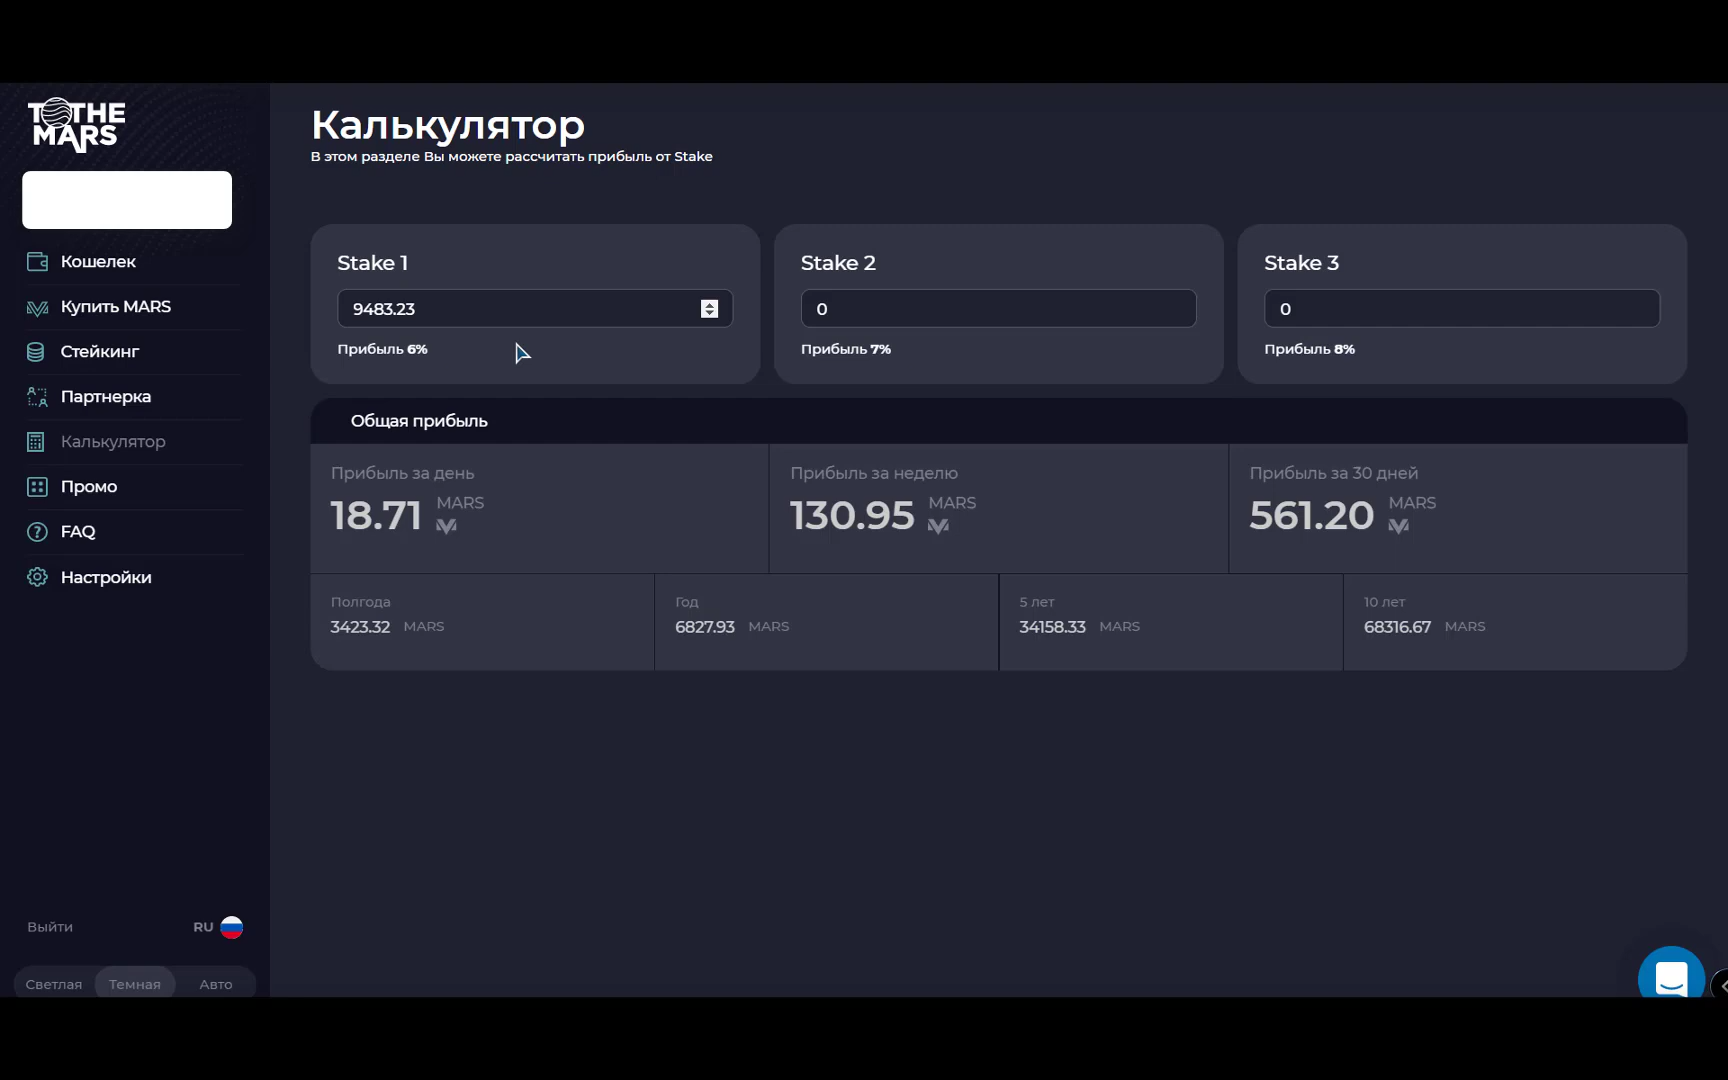 TO THE
MARS
Кошелек
Купить MARS
Стейкинг
Партнерка
Калькулятор
Промо
FAQ
Настройки
Выйти
RU
Светлая
Темная
Авто
Калькулятор
В этом разделе Вы можете рассчитать прибыль от Stake
Stake 1
9483.23
Прибыль 6%
Stake 2
0
Прибыль 7%
Stake 3
0
Прибыль 8%
Общая прибыль
Прибыль за день
18.71 MARS
Прибыль за неделю
130.95 MARS
Прибыль за 30 дней
561.20 MARS
Полгода
3423.32 MARS
Год
6827.93 MARS
5 лет
34158.33 MARS
10 лет
68316.67 MARS